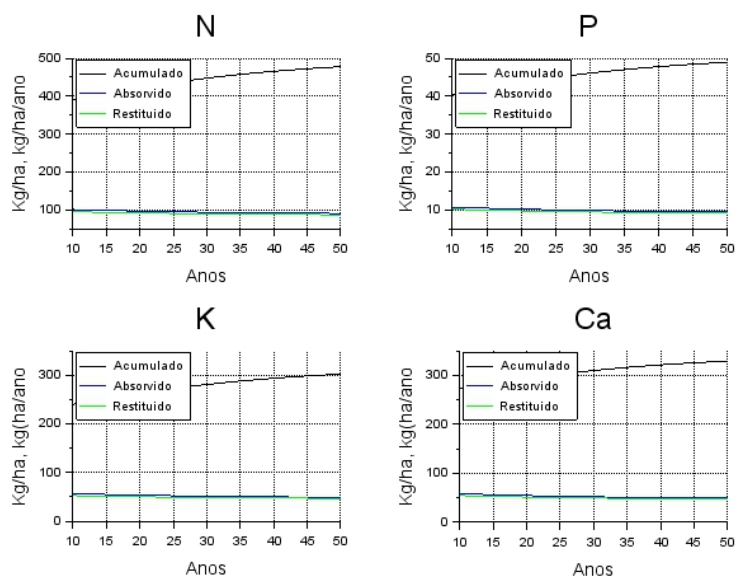 N
Kg/ha, kg/ha/ano
500
400
300
200
100
Acumulado
Absorvido
Restituido
10 15 20 25 30 35 40 45 50
Anos
P
Kg/ha, kg/ha/ano
50
40
30
20
10
Acumulado
Absorvido
Restituido
10 15 20 25 30 35 40 45 50
Anos
K
Kg/ha, kg(ha/ano
300
200
100
0
Acumulado
Absorvido
Restituido
10 15 20 25 30 35 40 45 50
Anos
Ca
Kg/ha, kg(ha/ano
300
200
100
0
Acumulado
Absorvido
Restituido
10 15 20 25 30 35 40 45 50
Anos